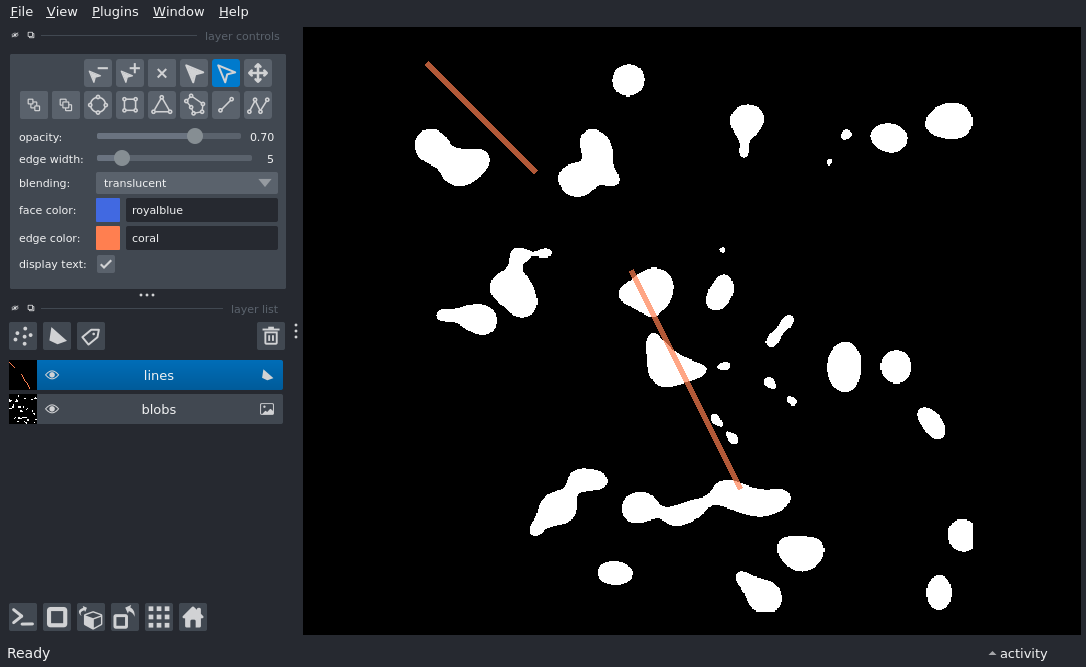 File View Plugins Window Help
layer controls
opacity: 0.70
edge width: 5
blending: translucent
face color: royalblue
edge color: coral
display text:
layer list
lines
blobs
Ready
activity